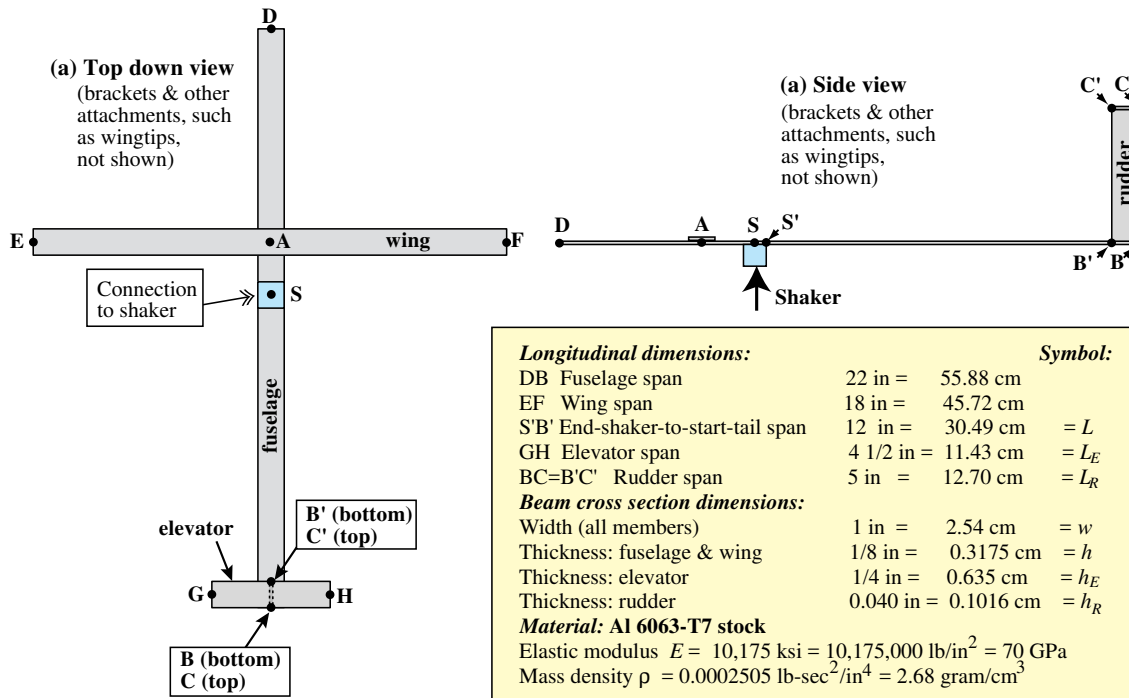 D
(a) Top down view
(brackets & other
attachments, such
as wingtips,
not shown)
E
A
wing
F
Connection
to shaker
S
fuselage
elevator
B' (bottom)
C' (top)
G
H
B (bottom)
C (top)
(a) Side view
(brackets & other
attachments, such
as wingtips,
not shown)
C'
C
rudder
D
A
S
S'
B'
B
Shaker
Longitudinal dimensions: Symbol:
DB Fuselage span 22 in = 55.88 cm
EF Wing span 18 in = 45.72 cm
S'B' End-shaker-to-start-tail span 12 in = 30.49 cm = L
GH Elevator span 4 1/2 in = 11.43 cm = L_E
BC=B'C' Rudder span 5 in = 12.70 cm = L_R
Beam cross section dimensions:
Width (all members) 1 in = 2.54 cm = w
Thickness: fuselage & wing 1/8 in = 0.3175 cm = h
Thickness: elevator 1/4 in = 0.635 cm = h_E
Thickness: rudder 0.040 in = 0.1016 cm = h_R
Material: Al 6063-T7 stock
Elastic modulus E = 10,175 ksi = 10,175,000 lb/in² = 70 GPa
Mass density ρ = 0.0002505 lb-sec²/in⁴ = 2.68 gram/cm³